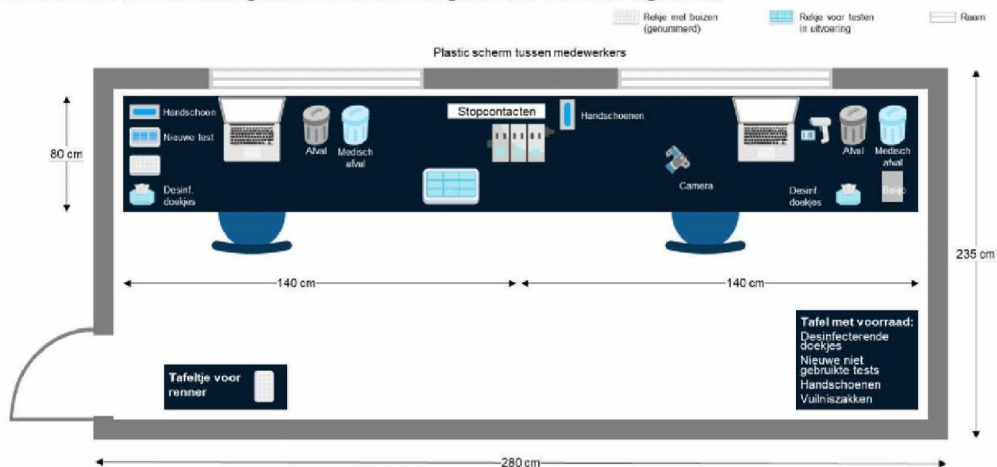 Rekje met buizen
(genummerd)
Rekje voor testen
in uitvoering
Raam
Plastic scherm tussen medewerkers
Handschoen
Nieuwe test
Desinf.
doekjes
Afval
Medisch
afval
Stopcontacten
Handschoenen
Camera
Desinf.
doekjes
Afval
Medisch
afval
80 cm
140 cm
140 cm
235 cm
Tafeltje voor
renner
Tafel met voorraad:
Desinfecterende
doekjes
Nieuwe niet
gebruikte tests
Handschoenen
Vuilniszakken
280 cm